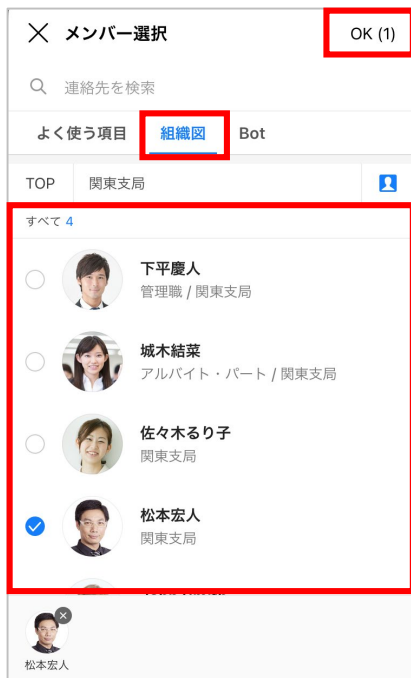 メンバー選択
OK (1)
連絡先を検索
よく使う項目 組織図 Bot
TOP 関東支局
すべて 4
下平慶人
管理職 / 関東支局
城木結菜
アルバイト・パート / 関東支局
佐々木るり子
関東支局
松本宏人
関東支局
松本宏人